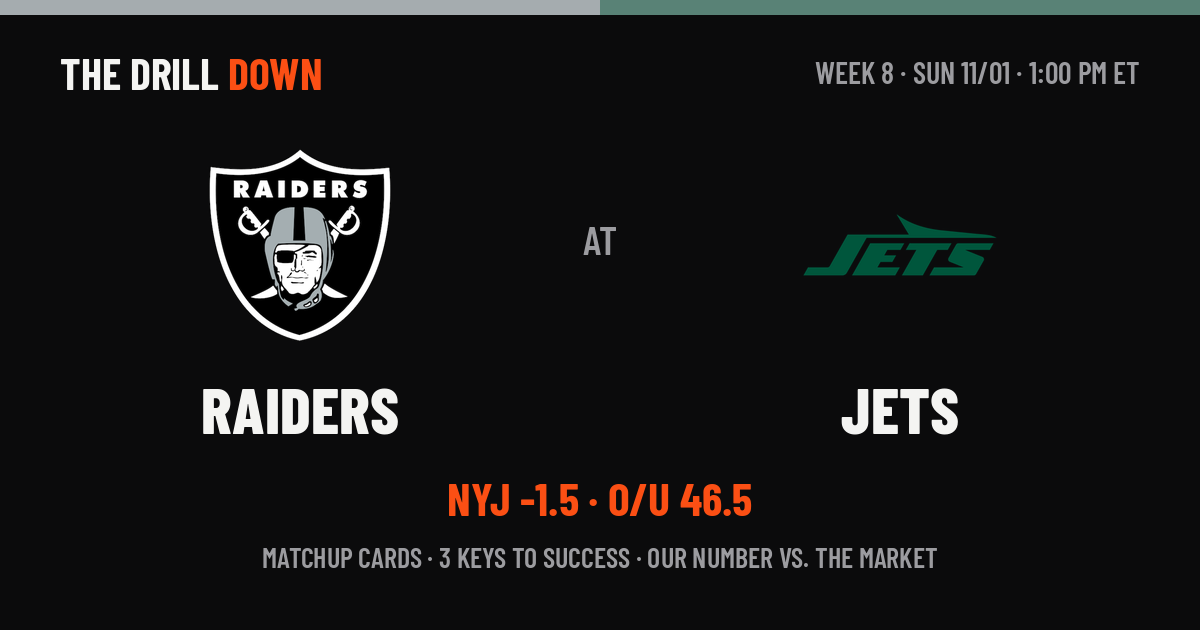 THE DRILL DOWN
WEEK 8 · SUN 11/01 · 1:00 PM ET
RAIDERS
AT
JETS
RAIDERS
JETS
NYJ -1.5 · O/U 46.5
MATCHUP CARDS · 3 KEYS TO SUCCESS · OUR NUMBER VS. THE MARKET